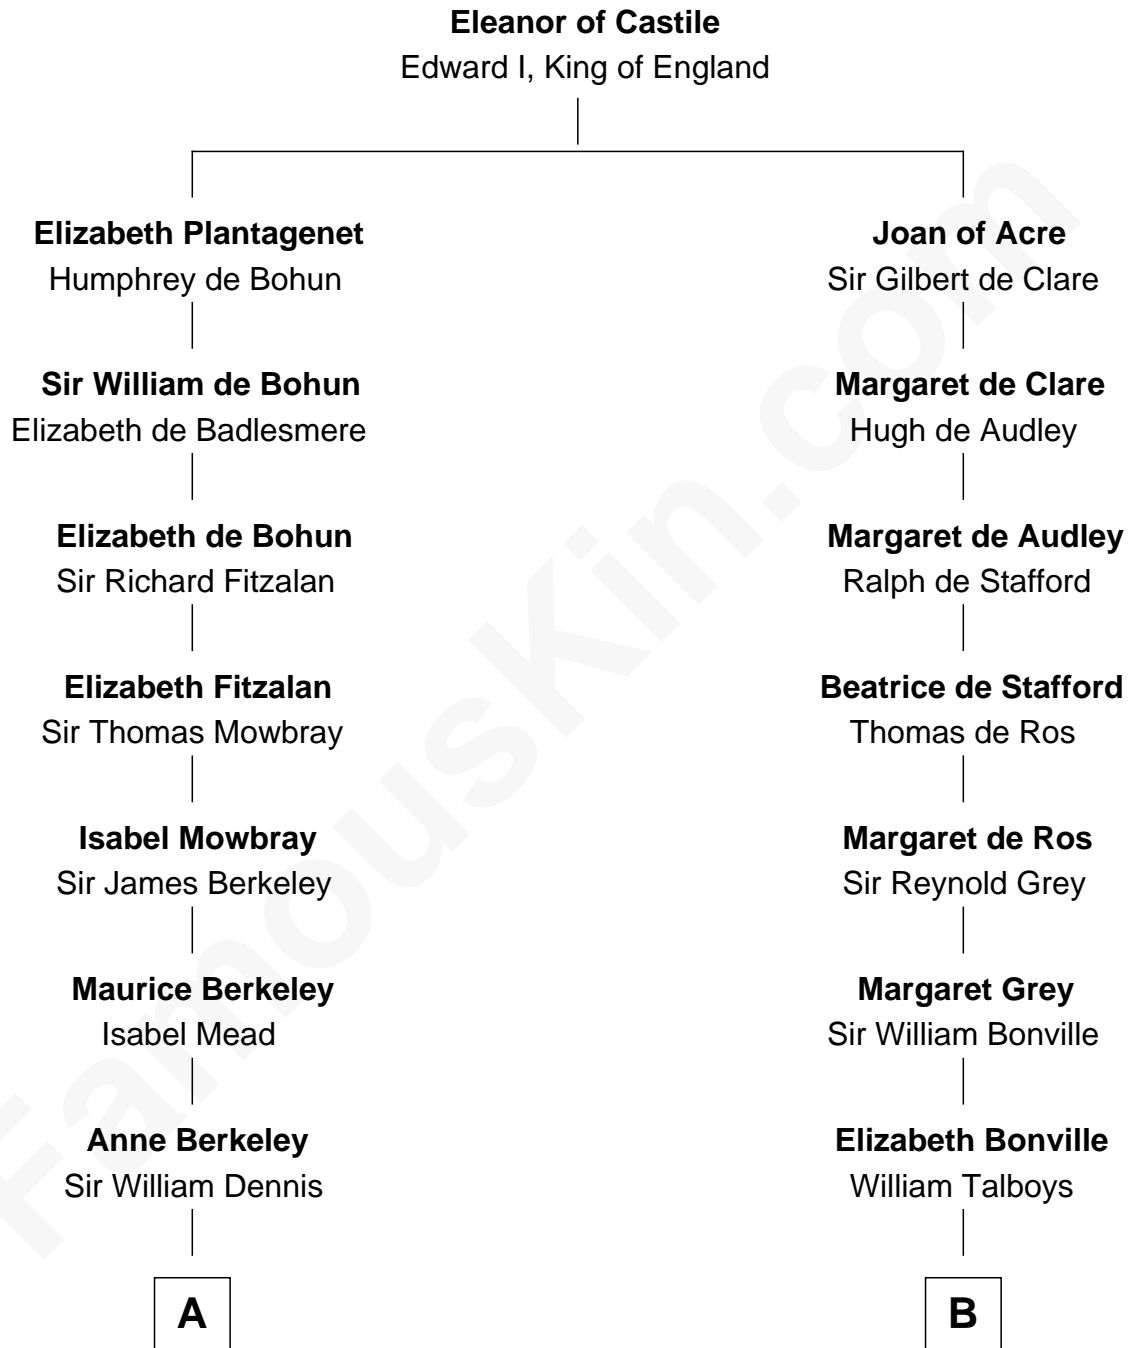 Eleanor of Castile
Edward I, King of England
Elizabeth Plantagenet
Humphrey de Bohun
Joan of Acre
Sir Gilbert de Clare
Sir William de Bohun
Elizabeth de Badlesmere
Margaret de Clare
Hugh de Audley
Elizabeth de Bohun
Sir Richard Fitzalan
Margaret de Audley
Ralph de Stafford
Elizabeth Fitzalan
Sir Thomas Mowbray
Beatrice de Stafford
Thomas de Ros
Isabel Mowbray
Sir James Berkeley
Margaret de Ros
Sir Reynold Grey
Maurice Berkeley
Isabel Mead
Margaret Grey
Sir William Bonville
Anne Berkeley
Sir William Dennis
Elizabeth Bonville
William Talboys
A
B
FamousKin.com